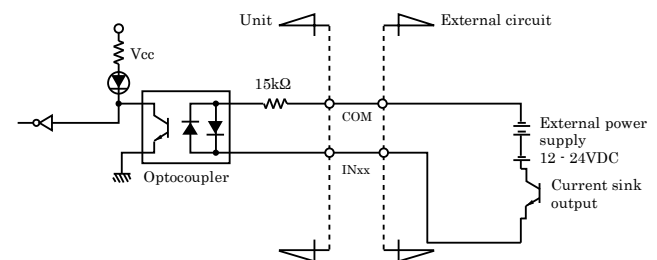 Unit
External circuit
Vcc
15kΩ
COM
External power
supply
12 - 24VDC
INxx
Optocoupler
Current sink
output